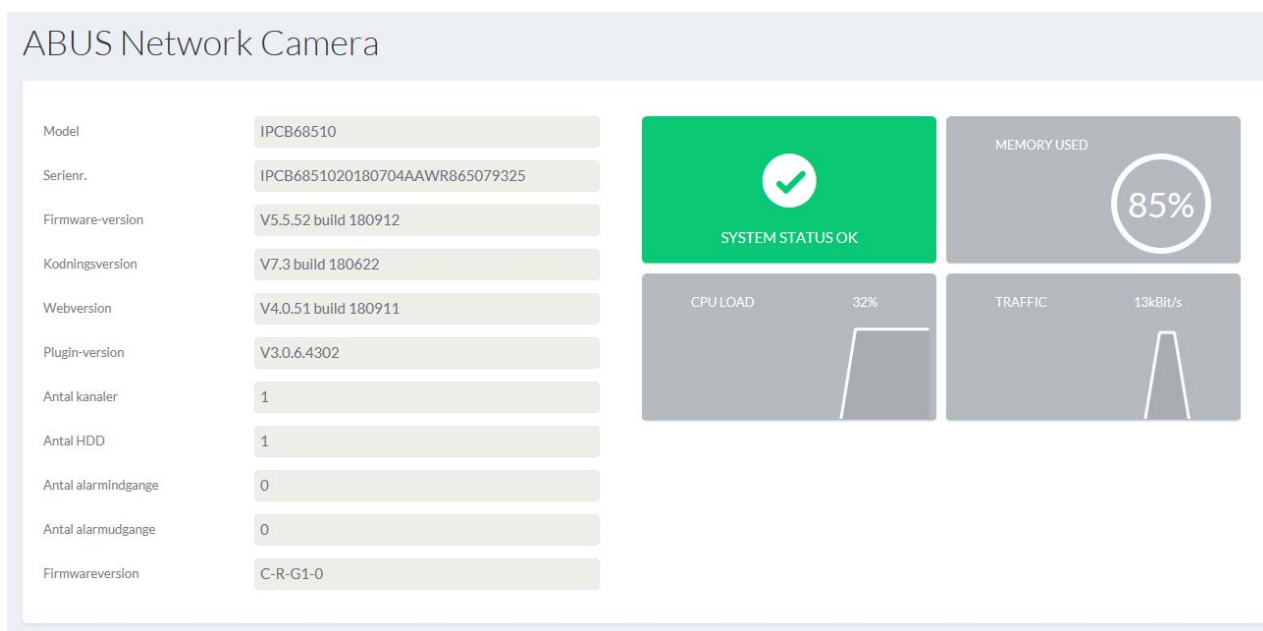 ABUS Network Camera
Model IPCB68510
Serienr. IPCB6851020180704AAWR865079325
Firmware-version V5.5.52 build 180912
Kodningsversion V7.3 build 180622
Webversion V4.0.51 build 180911
Plugin-version V3.0.6.4302
Antal kanaler 1
Antal HDD 1
Antal alarmindgange 0
Antal alarmudgange 0
Firmwareversion C-R-G1-0
SYSTEM STATUS OK
MEMORY USED
85%
CPU LOAD 32%
TRAFFIC 13kBit/s